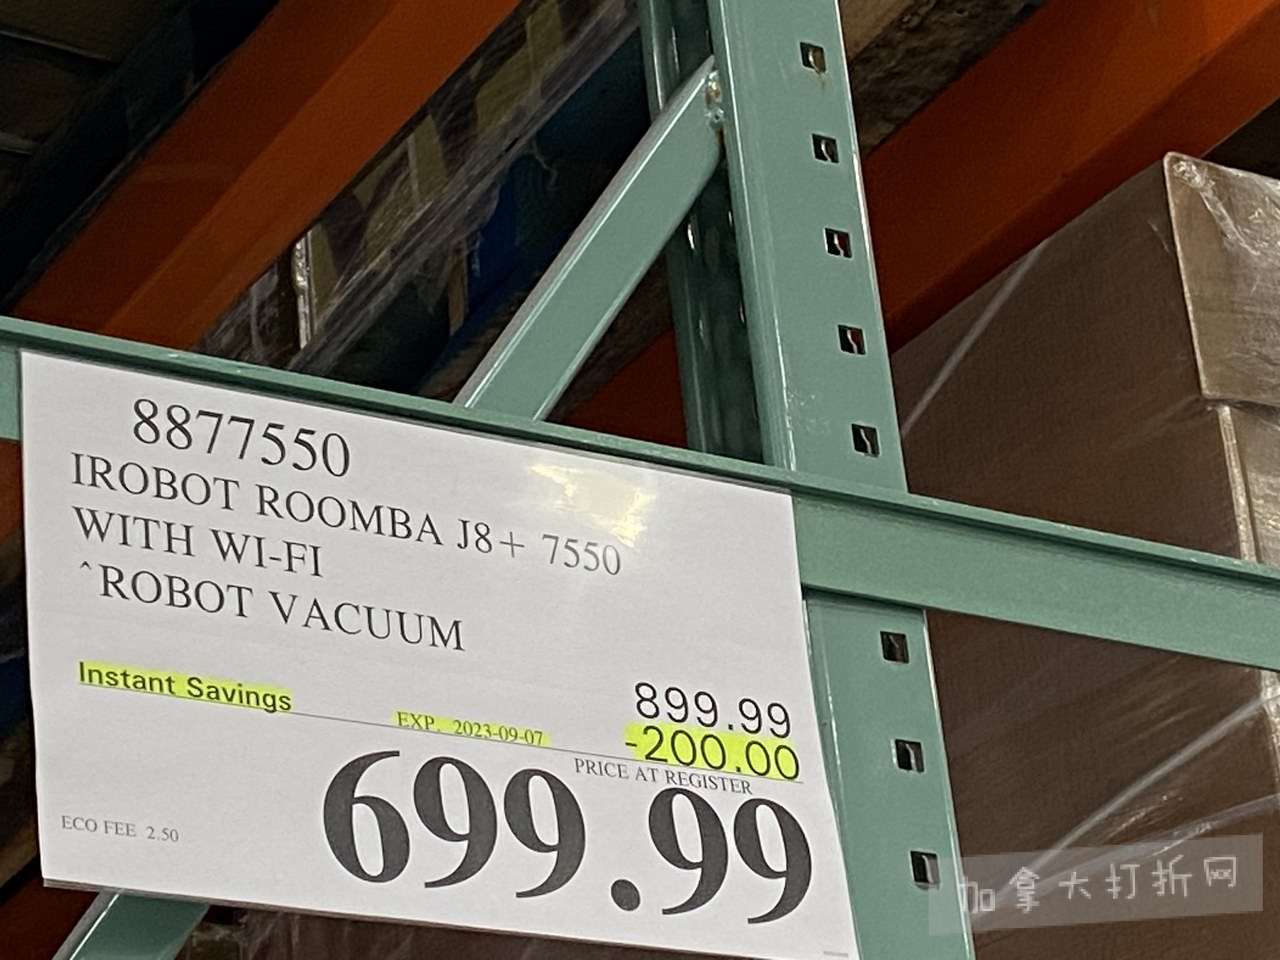 8877550
IROBOT ROOMBA J8+ 7550
WITH WI-FI
^ROBOT VACUUM
Instant Savings
EXP. 2023-09-07
899.99
-200.00
PRICE AT REGISTER
699.99
ECO FEE 2.50
加拿大打折网